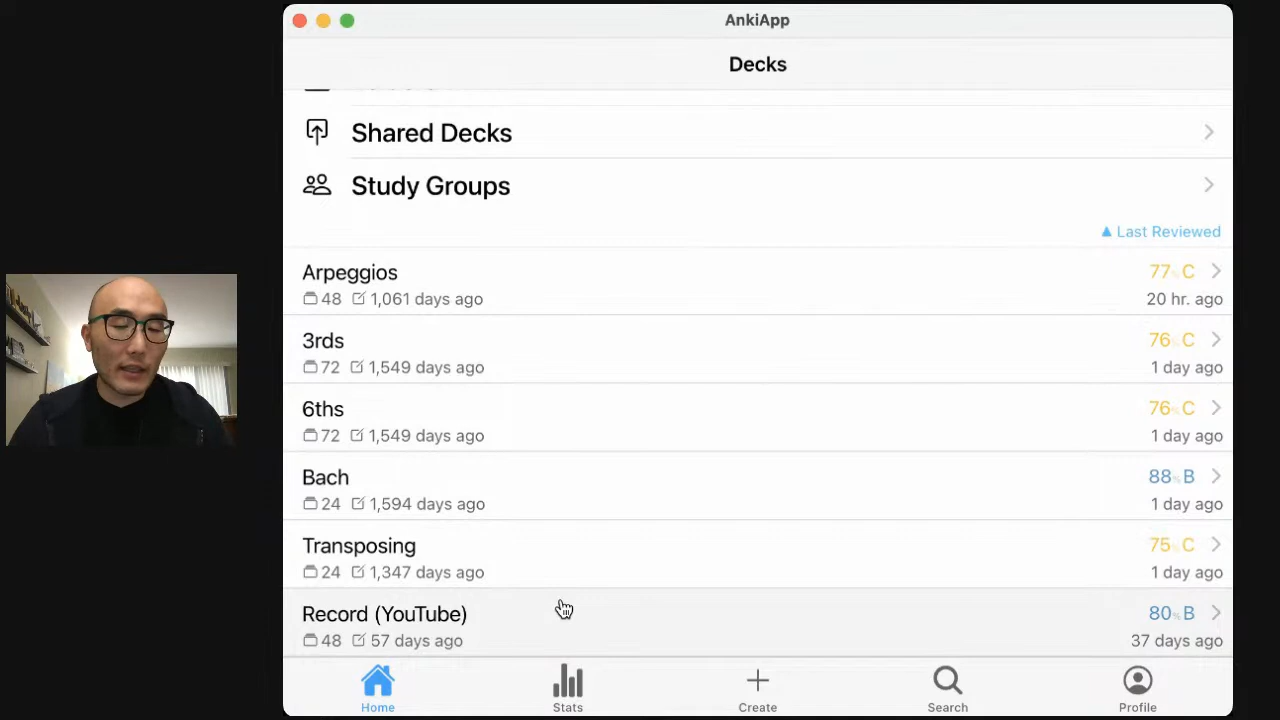 AnkiApp
Decks
Shared Decks
Study Groups
▲ Last Reviewed
Arpeggios 77% C
48 1,061 days ago 20 hr. ago
3rds 76% C
72 1,549 days ago 1 day ago
6ths 76% C
72 1,549 days ago 1 day ago
Bach 88% B
24 1,594 days ago 1 day ago
Transposing 75% C
24 1,347 days ago 1 day ago
Record (YouTube) 80% B
48 57 days ago 37 days ago
Home Stats Create Search Profile